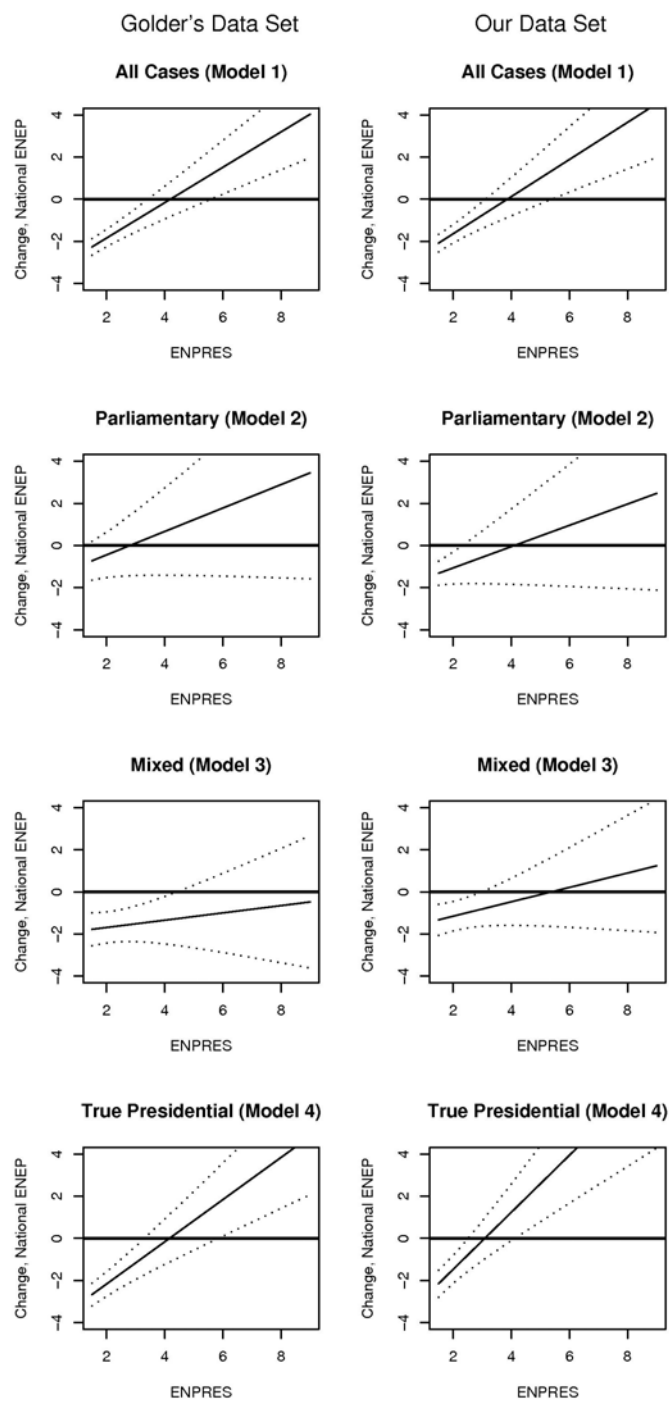 Golder's Data Set
Our Data Set
All Cases (Model 1)
Change, National ENEP
4
2
0
−2
−4
2 4 6 8
ENPRES
All Cases (Model 1)
Change, National ENEP
4
2
0
−2
−4
2 4 6 8
ENPRES
Parliamentary (Model 2)
Change, National ENEP
4
2
0
−2
−4
2 4 6 8
ENPRES
Parliamentary (Model 2)
Change, National ENEP
4
2
0
−2
−4
2 4 6 8
ENPRES
Mixed (Model 3)
Change, National ENEP
4
2
0
−2
−4
2 4 6 8
ENPRES
Mixed (Model 3)
Change, National ENEP
4
2
0
−2
−4
2 4 6 8
ENPRES
True Presidential (Model 4)
Change, National ENEP
4
2
0
−2
−4
2 4 6 8
ENPRES
True Presidential (Model 4)
Change, National ENEP
4
2
0
−2
−4
2 4 6 8
ENPRES